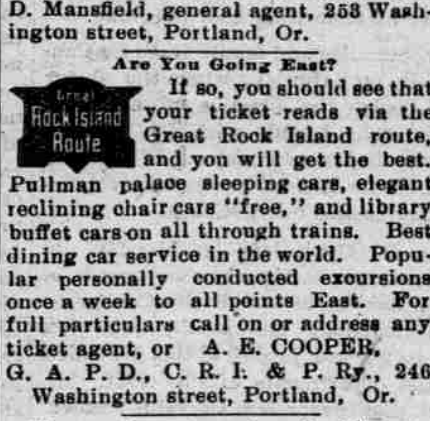 D. Mansfield, general agent, 253 Wash-
ington street, Portland, Or.
Are You Going East?
Great
Rock Island
Route
If so, you should see that
your ticket reads via the
Great Rock Island route,
and you will get the best.
Pullman palace sleeping cars, elegant
reclining chair cars "free," and library
buffet cars on all through trains. Best
dining car service in the world. Popu-
lar personally conducted excursions
once a week to all points East. For
full particulars call on or address any
ticket agent, or A. E. COOPER,
G. A. P. D., C. R. I. & P. Ry., 246
Washington street, Portland, Or.